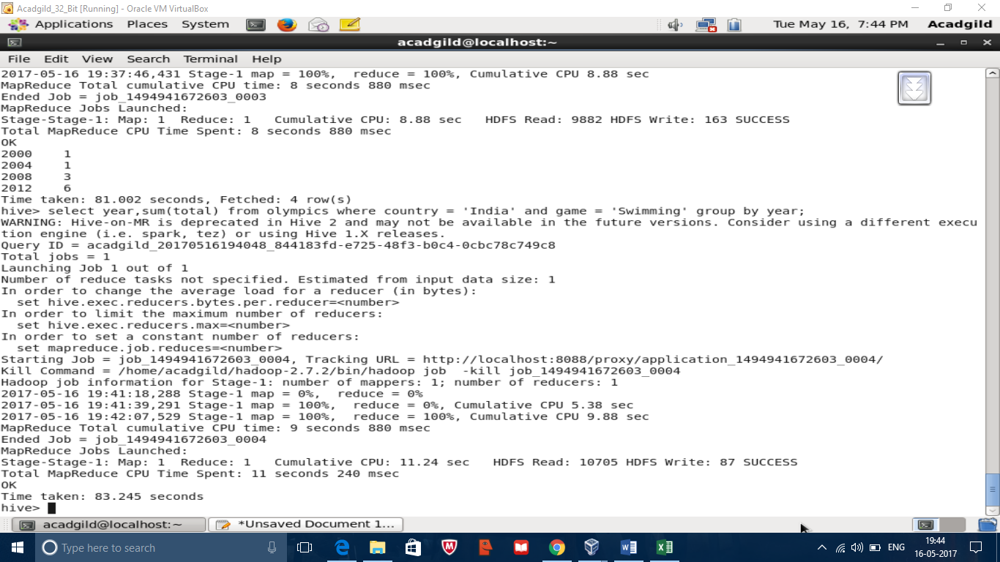 Acadgild_32_Bit [Running] - Oracle VM VirtualBox
Applications Places System Tue May 16, 7:44 PM Acadgild
acadgild@localhost:~
File Edit View Search Terminal Help
2017-05-16 19:37:46,431 Stage-1 map = 100%,  reduce = 100%, Cumulative CPU 8.88 sec
MapReduce Total cumulative CPU time: 8 seconds 880 msec
Ended Job = job_1494941672603_0003
MapReduce Jobs Launched:
Stage-Stage-1: Map: 1  Reduce: 1   Cumulative CPU: 8.88 sec   HDFS Read: 9882 HDFS Write: 163 SUCCESS
Total MapReduce CPU Time Spent: 8 seconds 880 msec
OK
2000    1
2004    1
2008    3
2012    6
Time taken: 81.002 seconds, Fetched: 4 row(s)
hive> select year,sum(total) from olympics where country = 'India' and game = 'Swimming' group by year;
WARNING: Hive-on-MR is deprecated in Hive 2 and may not be available in the future versions. Consider using a different execu
tion engine (i.e. spark, tez) or using Hive 1.X releases.
Query ID = acadgild_20170516194048_844183fd-e725-48f3-b0c4-0cbc78c749c8
Total jobs = 1
Launching Job 1 out of 1
Number of reduce tasks not specified. Estimated from input data size: 1
In order to change the average load for a reducer (in bytes):
  set hive.exec.reducers.bytes.per.reducer=<number>
In order to limit the maximum number of reducers:
  set hive.exec.reducers.max=<number>
In order to set a constant number of reducers:
  set mapreduce.job.reduces=<number>
Starting Job = job_1494941672603_0004, Tracking URL = http://localhost:8088/proxy/application_1494941672603_0004/
Kill Command = /home/acadgild/hadoop-2.7.2/bin/hadoop job  -kill job_1494941672603_0004
Hadoop job information for Stage-1: number of mappers: 1; number of reducers: 1
2017-05-16 19:41:18,288 Stage-1 map = 0%,  reduce = 0%
2017-05-16 19:41:39,291 Stage-1 map = 100%,  reduce = 0%, Cumulative CPU 5.38 sec
2017-05-16 19:42:07,529 Stage-1 map = 100%,  reduce = 100%, Cumulative CPU 9.88 sec
MapReduce Total cumulative CPU time: 9 seconds 880 msec
Ended Job = job_1494941672603_0004
MapReduce Jobs Launched:
Stage-Stage-1: Map: 1  Reduce: 1   Cumulative CPU: 11.24 sec   HDFS Read: 10705 HDFS Write: 87 SUCCESS
Total MapReduce CPU Time Spent: 11 seconds 240 msec
OK
Time taken: 83.245 seconds
hive>
acadgild@localhost:~ *Unsaved Document 1...
Type here to search ENG 19:44
16-05-2017